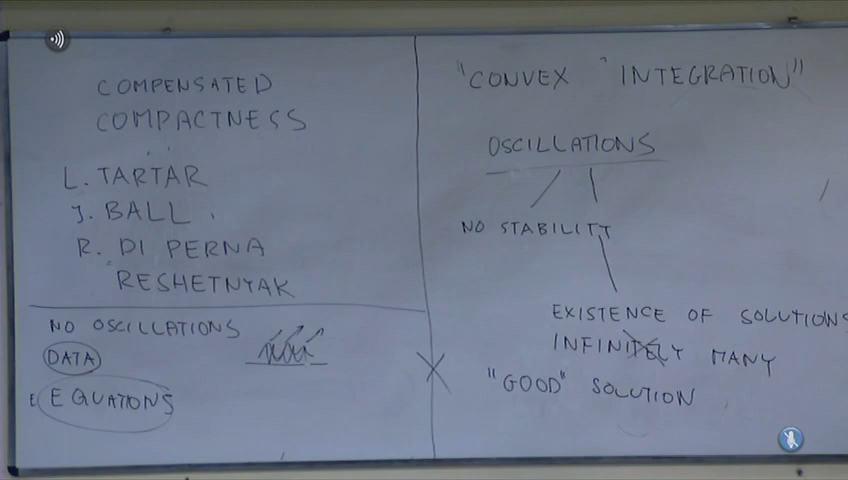 COMPENSATED
COMPACTNESS
L. TARTAR
J. BALL
R. DI PERNA
RESHETNYAK
NO OSCILLATIONS
DATA
E EQUATIONS
"CONVEX INTEGRATION"
OSCILLATIONS
NO STABILITY
EXISTENCE OF SOLUTIONS
INFINITELY MANY
"GOOD" SOLUTION